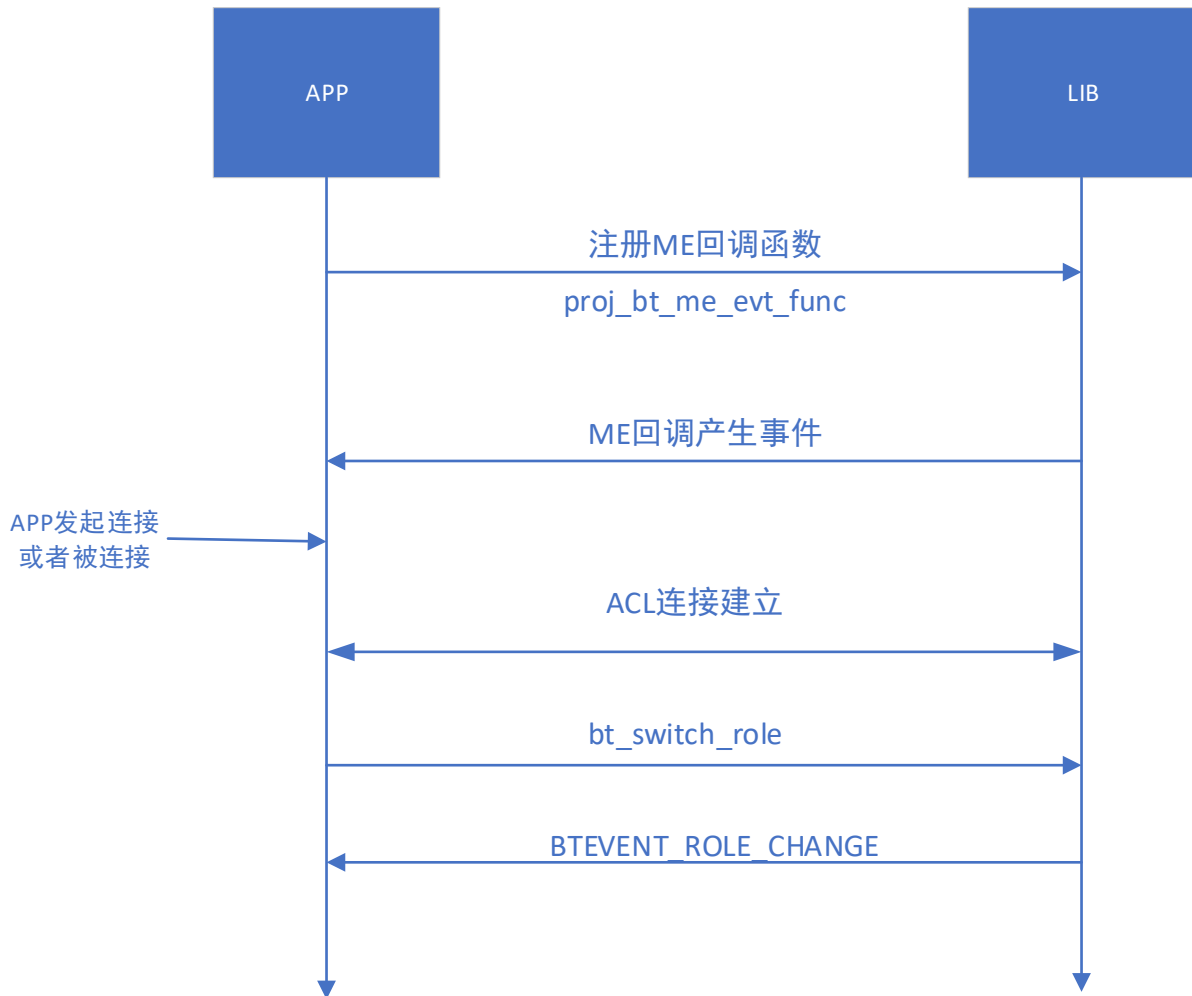 APP
LIB
注册ME回调函数
proj_bt_me_evt_func
ME回调产生事件
APP发起连接
或者被连接
ACL连接建立
bt_switch_role
BTEVENT_ROLE_CHANGE